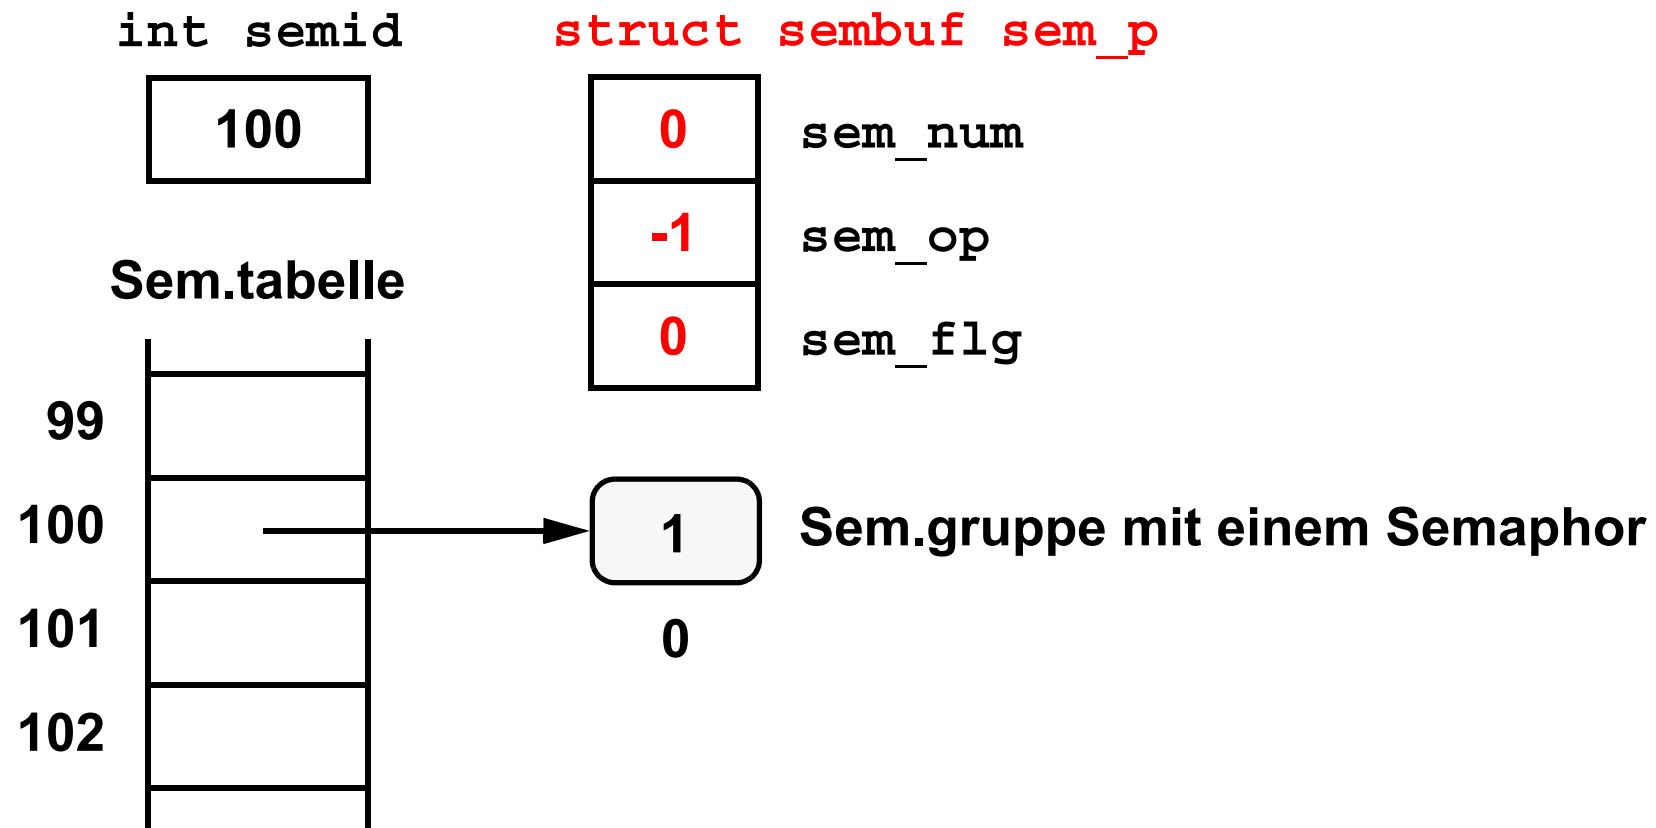 int semid
struct sembuf sem_p
100
0
sem_num
-1
sem_op
0
sem_flg
Sem.tabelle
99
100
1
Sem.gruppe mit einem Semaphor
101
0
102